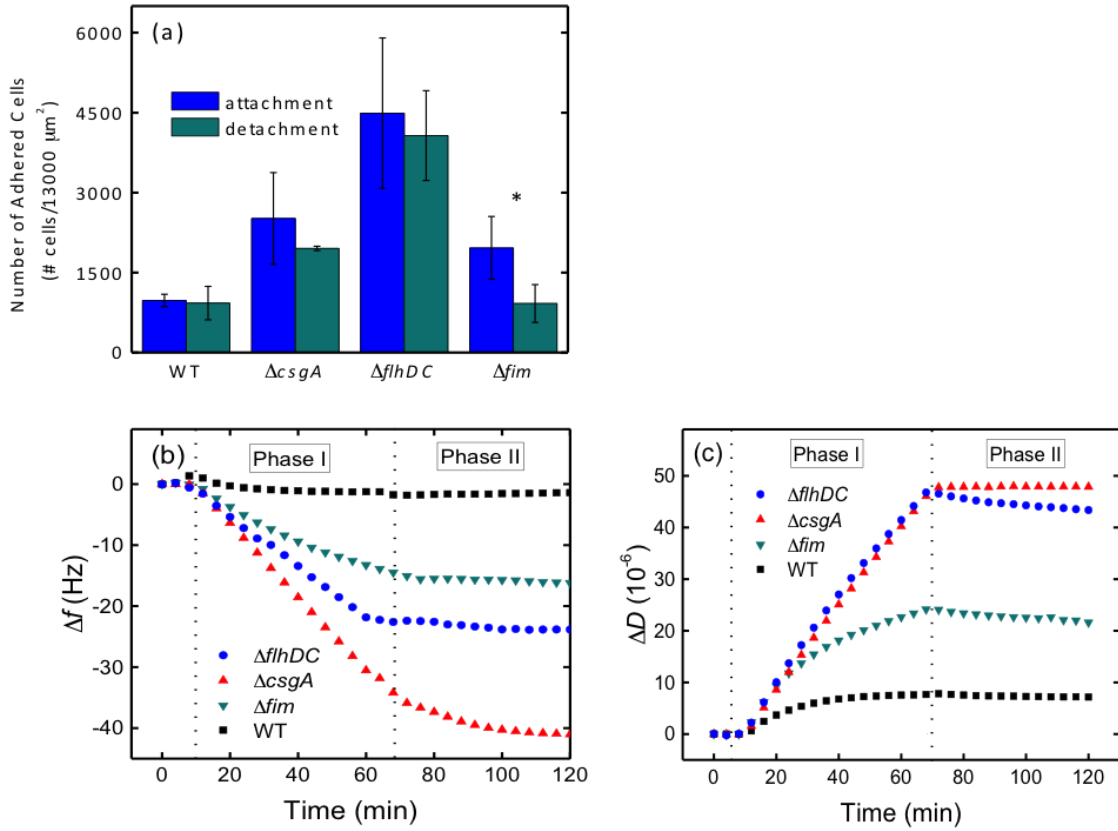 (a)
Number of Adhered Cells
(# cells/13000 μm²)
6000
4500
3000
1500
0
attachment
detachment
*
WT
ΔcsgA
ΔflhDC
Δfim
(b)
Phase I
Phase II
Δf (Hz)
0
-10
-20
-30
-40
ΔflhDC
ΔcsgA
Δfim
WT
0
20
40
60
80
100
120
Time (min)
(c)
Phase I
Phase II
ΔD (10⁻⁶)
50
40
30
20
10
0
ΔflhDC
ΔcsgA
Δfim
WT
0
20
40
60
80
100
120
Time (min)